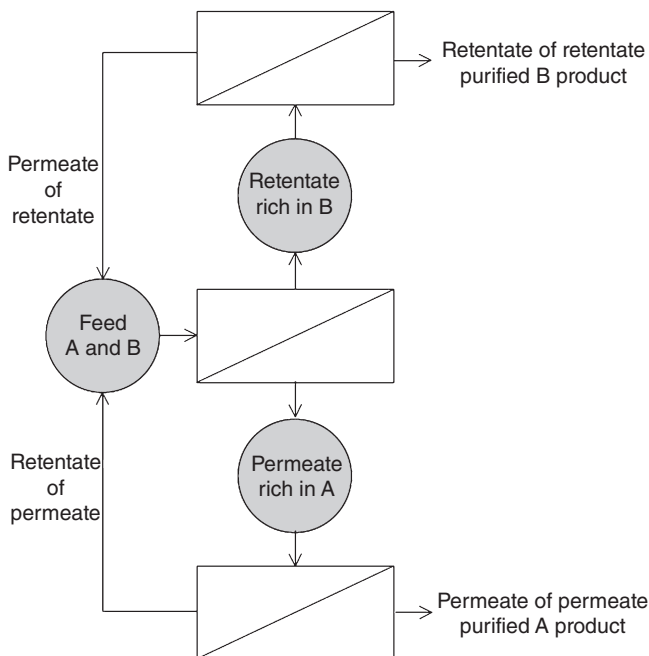 Retentate of retentate
purified B product
Permeate
of
retentate
Retentate
rich in B
Feed
A and B
Retentate
of
permeate
Permeate
rich in A
Permeate of permeate
purified A product